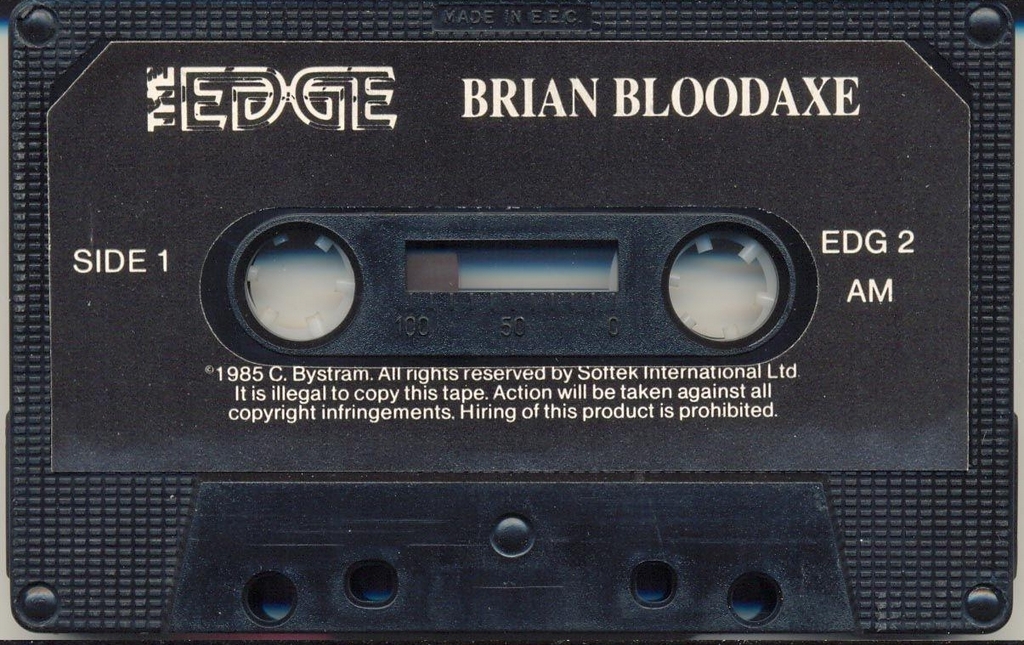 MADE IN E.E.C.
THE EDGE
BRIAN BLOODAXE
SIDE 1
EDG 2
AM
100 50 0
©1985 C. Bystram. All rights reserved by Softek International Ltd.
It is illegal to copy this tape. Action will be taken against all
copyright infringements. Hiring of this product is prohibited.